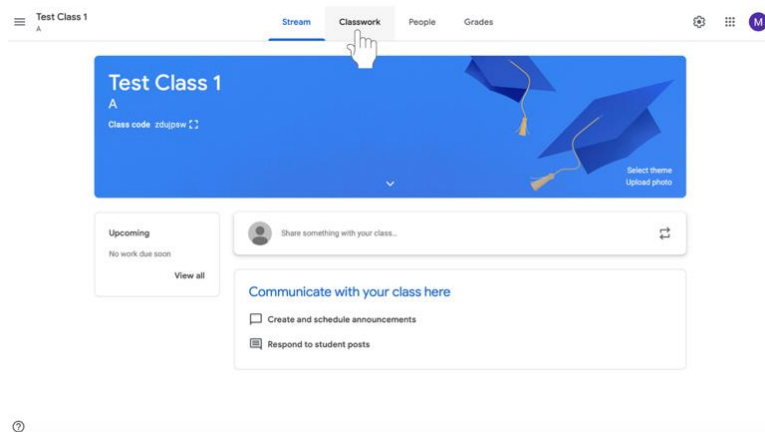 Test Class 1
A
Stream Classwork People Grades
M
Test Class 1
A
Class code zdujpsw
Select theme
Upload photo
Upcoming
No work due soon
View all
Share something with your class...
Communicate with your class here
Create and schedule announcements
Respond to student posts